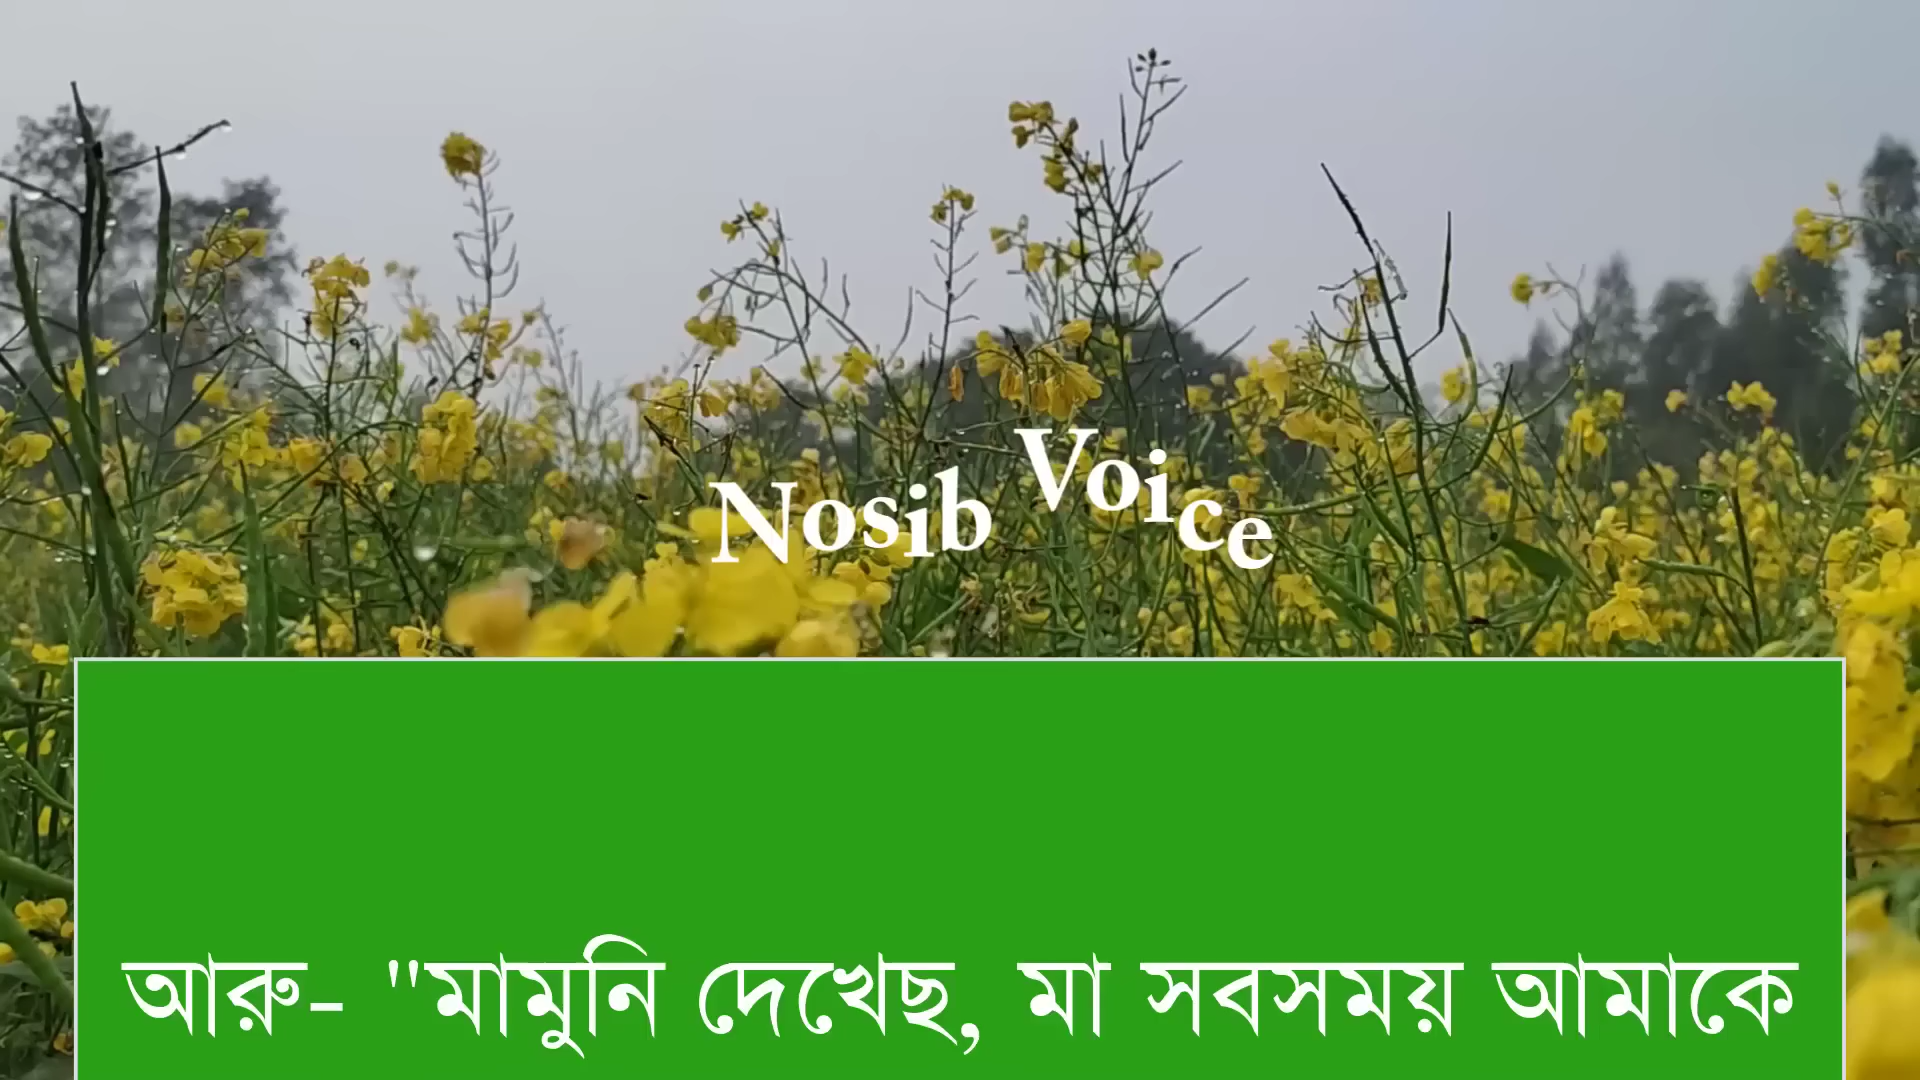 Nosib Voice
আরু- "মামুনি দেখেছ, মা সবসময় আমাকে